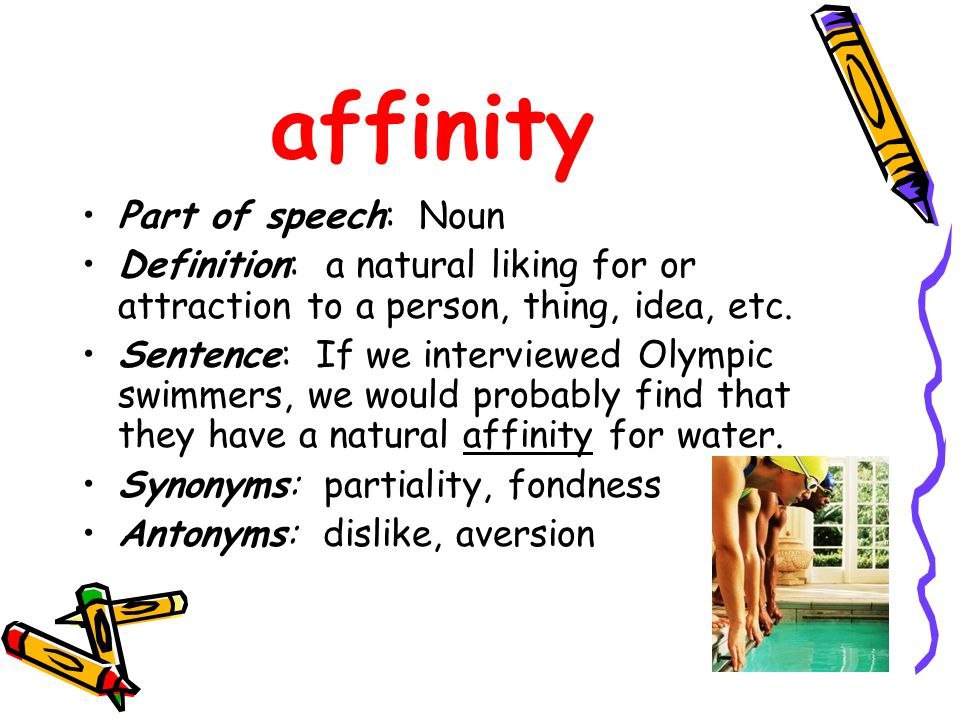 affinity
• Part of speech: Noun
• Definition: a natural liking for or
attraction to a person, thing, idea, etc.
• Sentence: If we interviewed Olympic
swimmers, we would probably find that
they have a natural affinity for water.
• Synonyms: partiality, fondness
• Antonyms: dislike, aversion